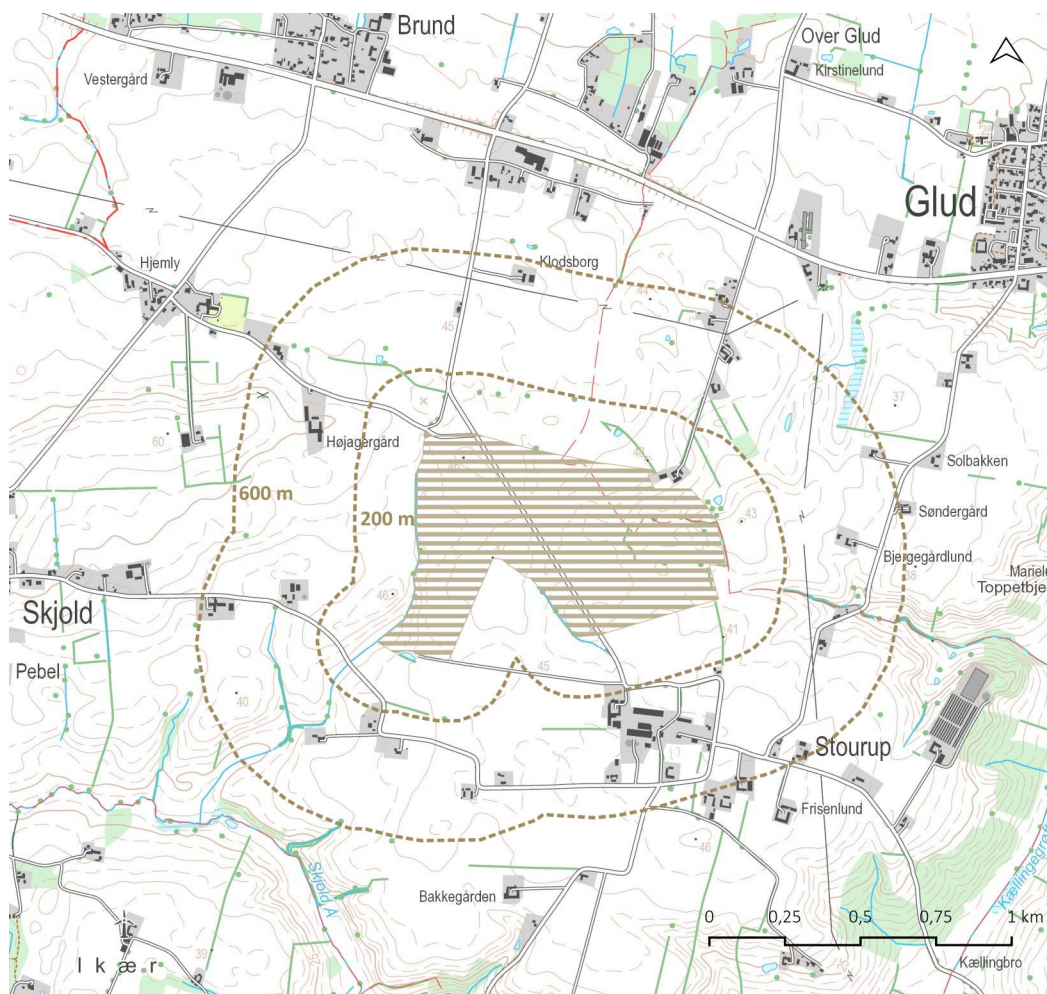 Brund
Over Glud
Kirstinelund
Vestergård
Glud
Hjemly
Klodsborg
45
37
60
Højagergård
Solbakken
600 m
200 m
43
Søndergård
Bjergegårdlund
Toppetbje
46
Skjold
41
Pebel
45
40
Stourup
Frisenlund
46
Bakkegården
Skjold Å
0
0,25
0,5
0,75
1 km
39
Ikær
Kællingbro